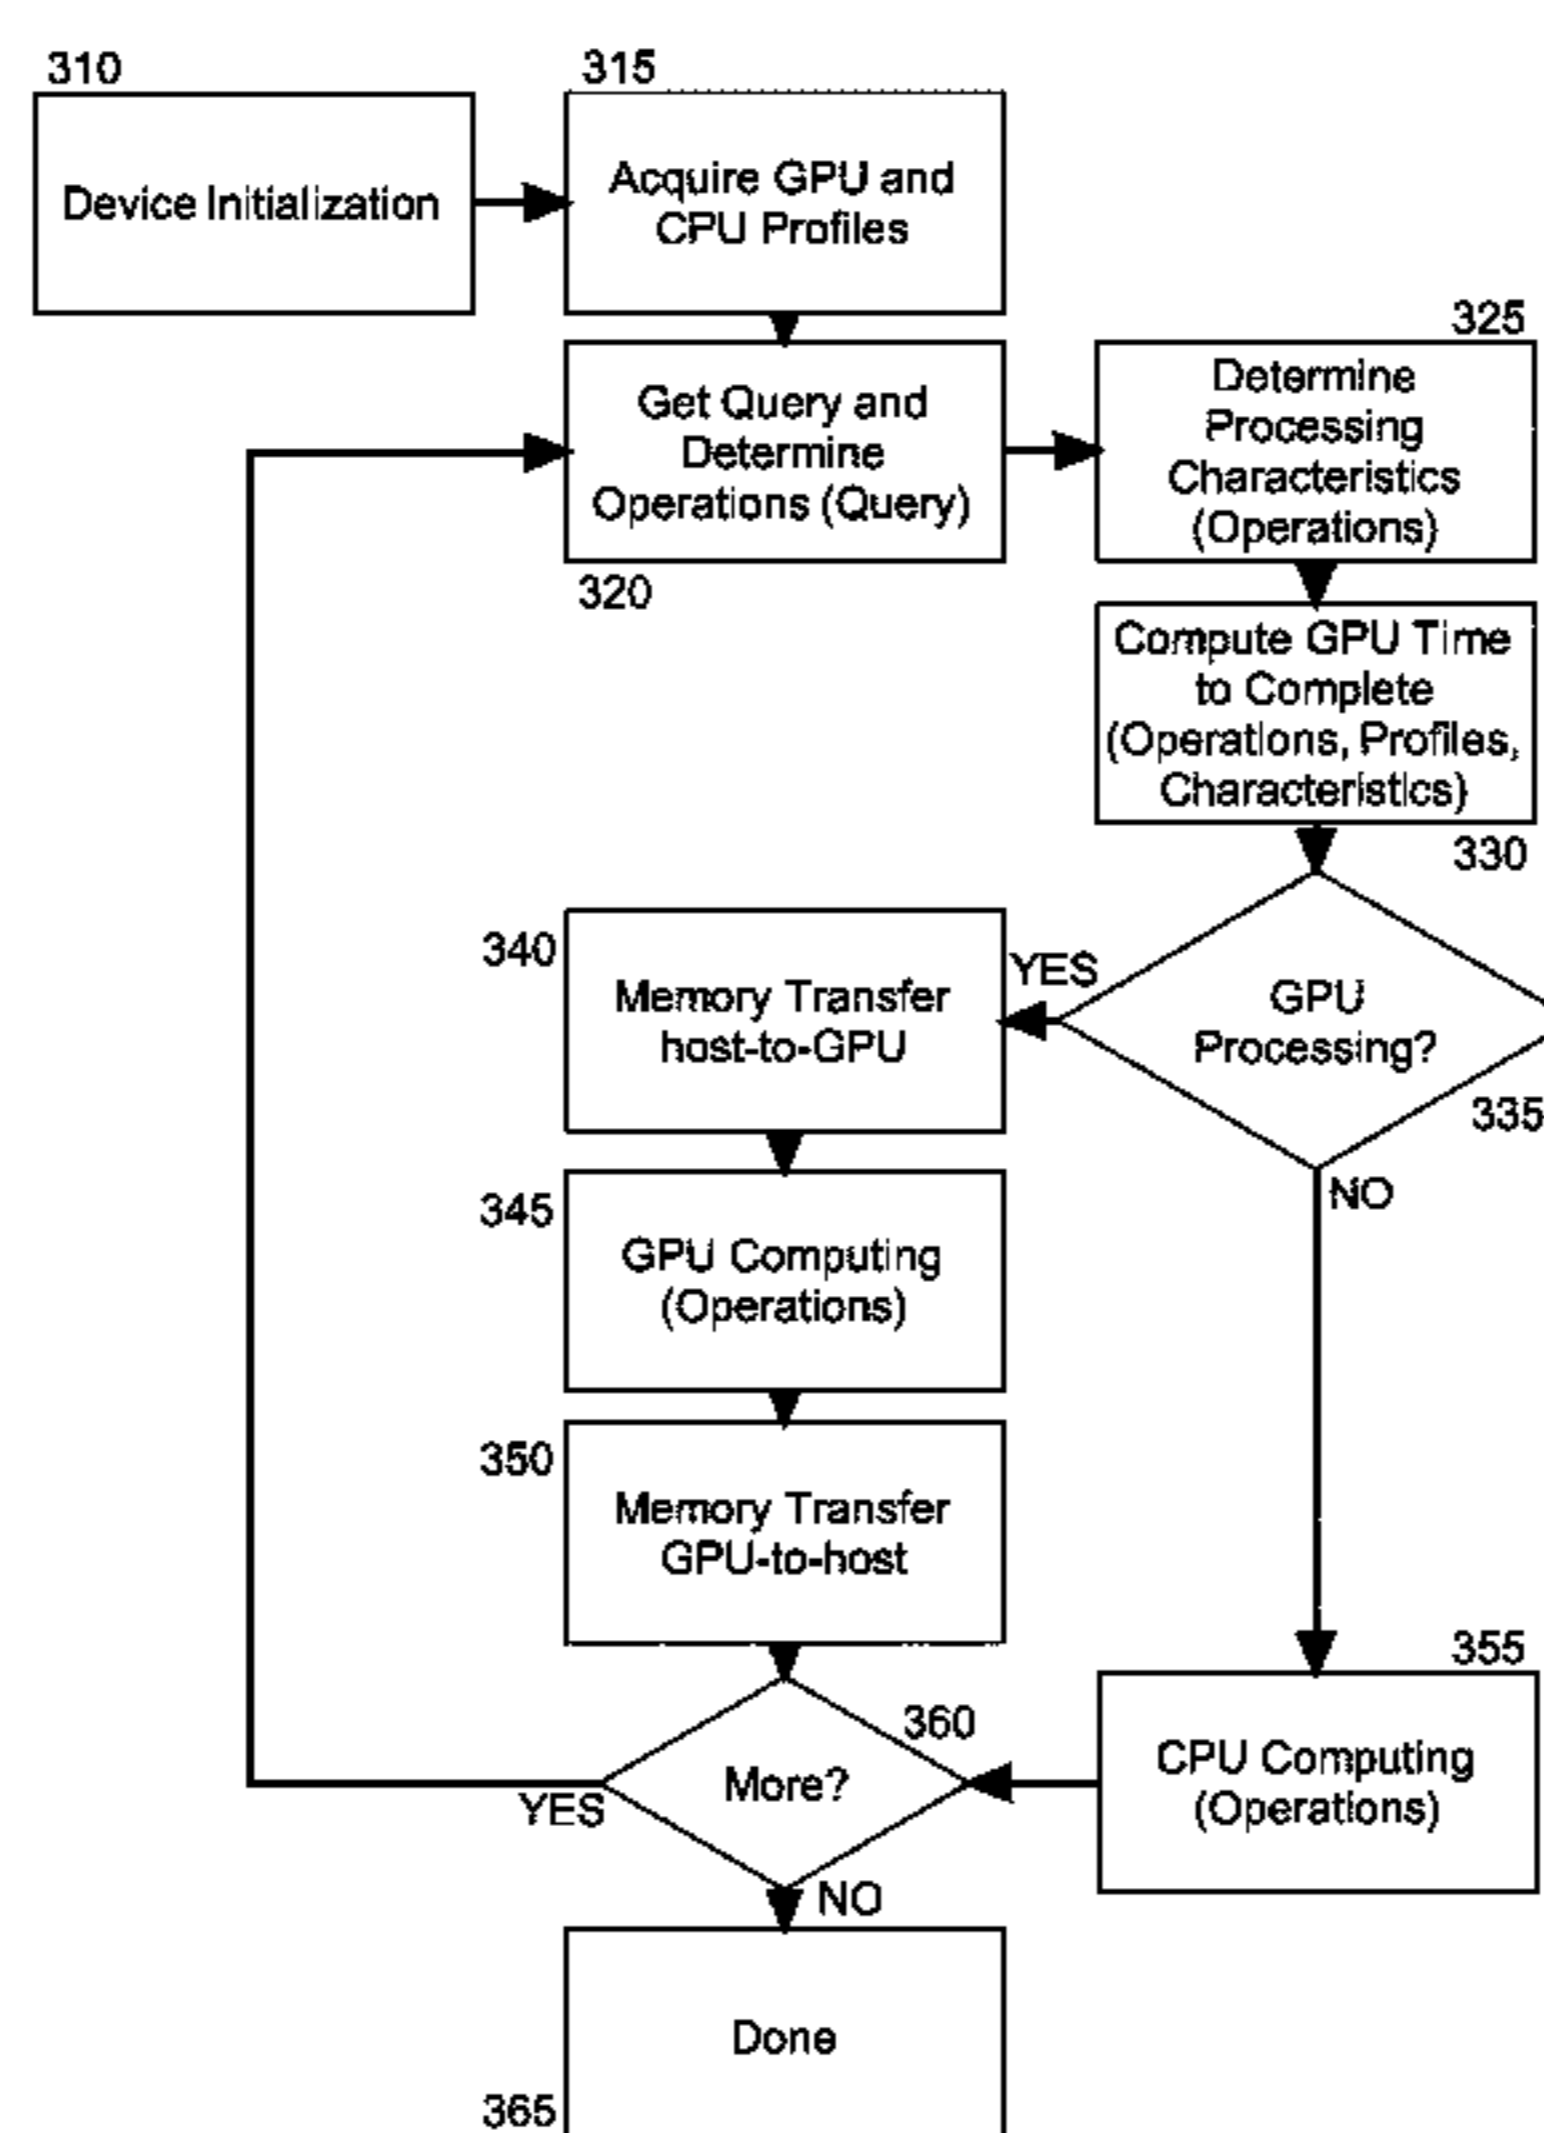 310
Device Initialization
315
Acquire GPU and
CPU Profiles
320
Get Query and
Determine
Operations (Query)
325
Determine
Processing
Characteristics
(Operations)
Compute GPU Time
to Complete
(Operations, Profiles,
Characteristics)
330
GPU
Processing?
335
YES
NO
340
Memory Transfer
host-to-GPU
345
GPU Computing
(Operations)
350
Memory Transfer
GPU-to-host
355
CPU Computing
(Operations)
360
More?
YES
NO
Done
365